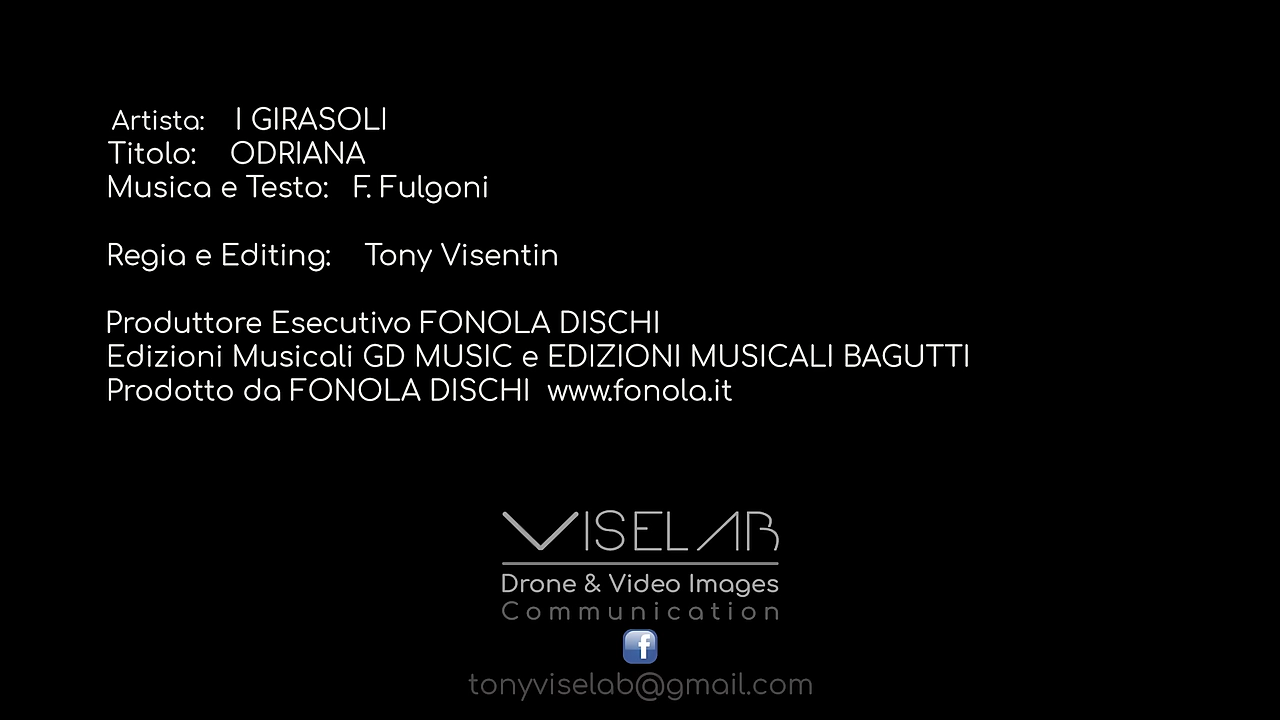 Artista: I GIRASOLI
Titolo: ODRIANA
Musica e Testo: F. Fulgoni
Regia e Editing: Tony Visentin
Produttore Esecutivo FONOLA DISCHI
Edizioni Musicali GD MUSIC e EDIZIONI MUSICALI BAGUTTI
Prodotto da FONOLA DISCHI www.fonola.it
VISELAB
Drone & Video Images
Communication
f
tonyviselab@gmail.com